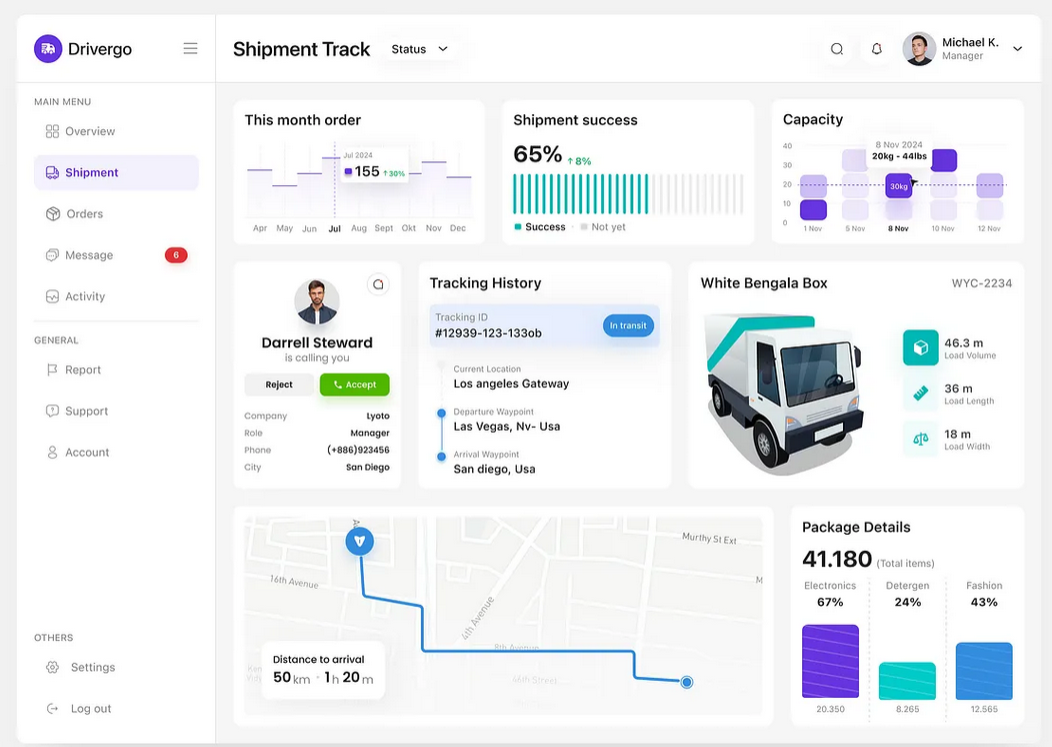 Drivergo
MAIN MENU
Overview
Shipment
Orders
Message
6
Activity
GENERAL
Report
Support
Account
OTHERS
Settings
Log out
Shipment Track
Status
Michael K.
Manager
This month order
Jul 2024
155 ↑30%
Apr May Jun Jul Aug Sept Okt Nov Dec
Shipment success
65% ↑8%
Success Not yet
Capacity
40
30
20
10
0
8 Nov 2024
20kg - 44lbs
30kg
1 Nov 5 Nov 8 Nov 10 Nov 12 Nov
Darrell Steward
is calling you
Reject Accept
Company Lyoto
Role Manager
Phone (+886)923456
City San Diego
Tracking History
Tracking ID
#12939-123-133ob
In transit
Current Location
Los angeles Gateway
Departure Waypoint
Las Vegas, Nv- Usa
Arrival Waypoint
San diego, Usa
White Bengala Box WYC-2234
46.3 m
Load Volume
36 m
Load Length
18 m
Load Width
Murthy St Ext
16th Avenue
4th Avenue
8th Avenue
46th Street
M
Distance to arrival
50 km · 1 h 20 m
Package Details
41.180 (Total items)
Electronics Detergen Fashion
67% 24% 43%
20.350 8.265 12.565